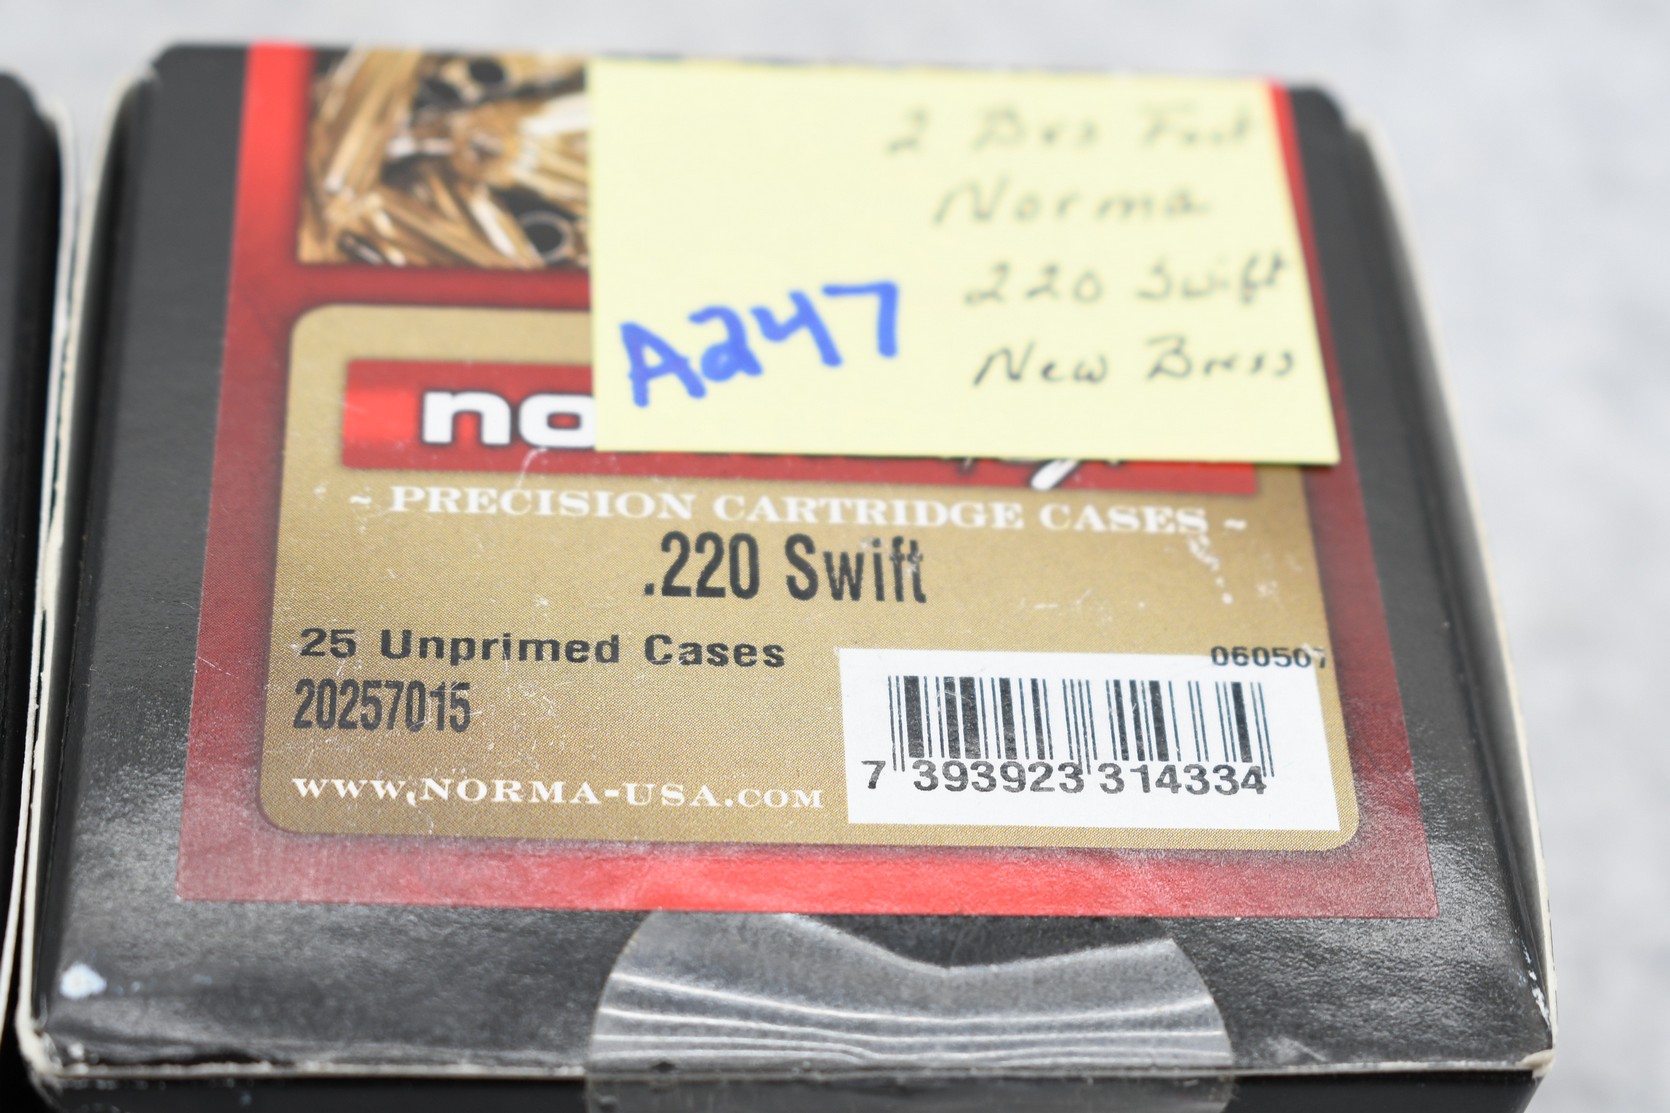 2 Bxs Fact
Norma
220 Swift
New Brass
A247
no
~ PRECISION CARTRIDGE CASES ~
.220 Swift
25 Unprimed Cases
20257015
060507
7 393923 314334
WWW.NORMA-USA.COM